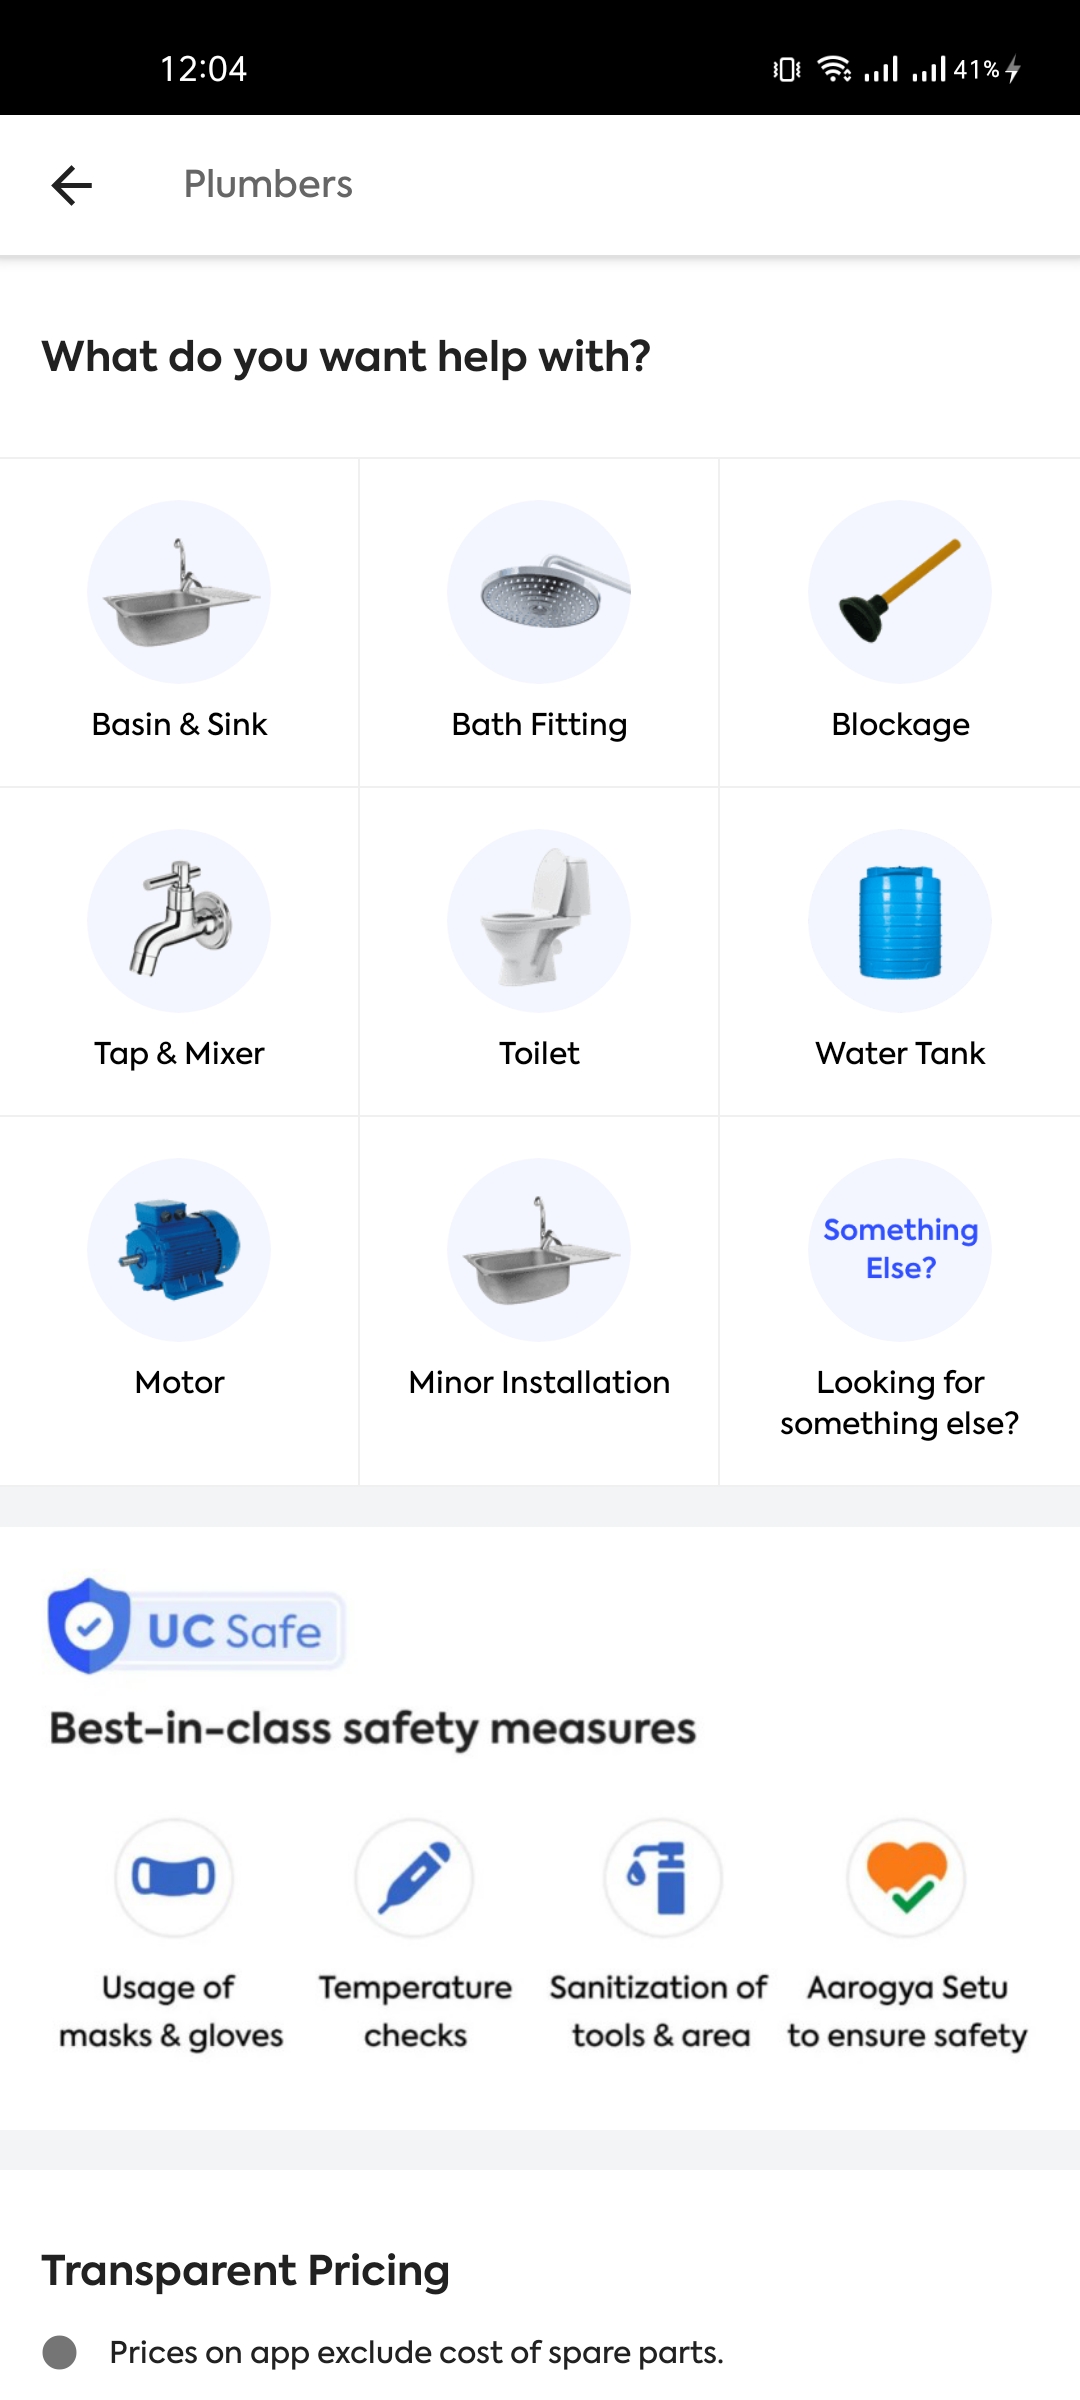 12:04
41%
Plumbers
What do you want help with?
Basin & Sink
Bath Fitting
Blockage
Tap & Mixer
Toilet
Water Tank
Something
Else?
Motor
Minor Installation
Looking for
something else?
UC Safe
Best-in-class safety measures
Usage of
masks & gloves
Temperature
checks
Sanitization of
tools & area
Aarogya Setu
to ensure safety
Transparent Pricing
Prices on app exclude cost of spare parts.